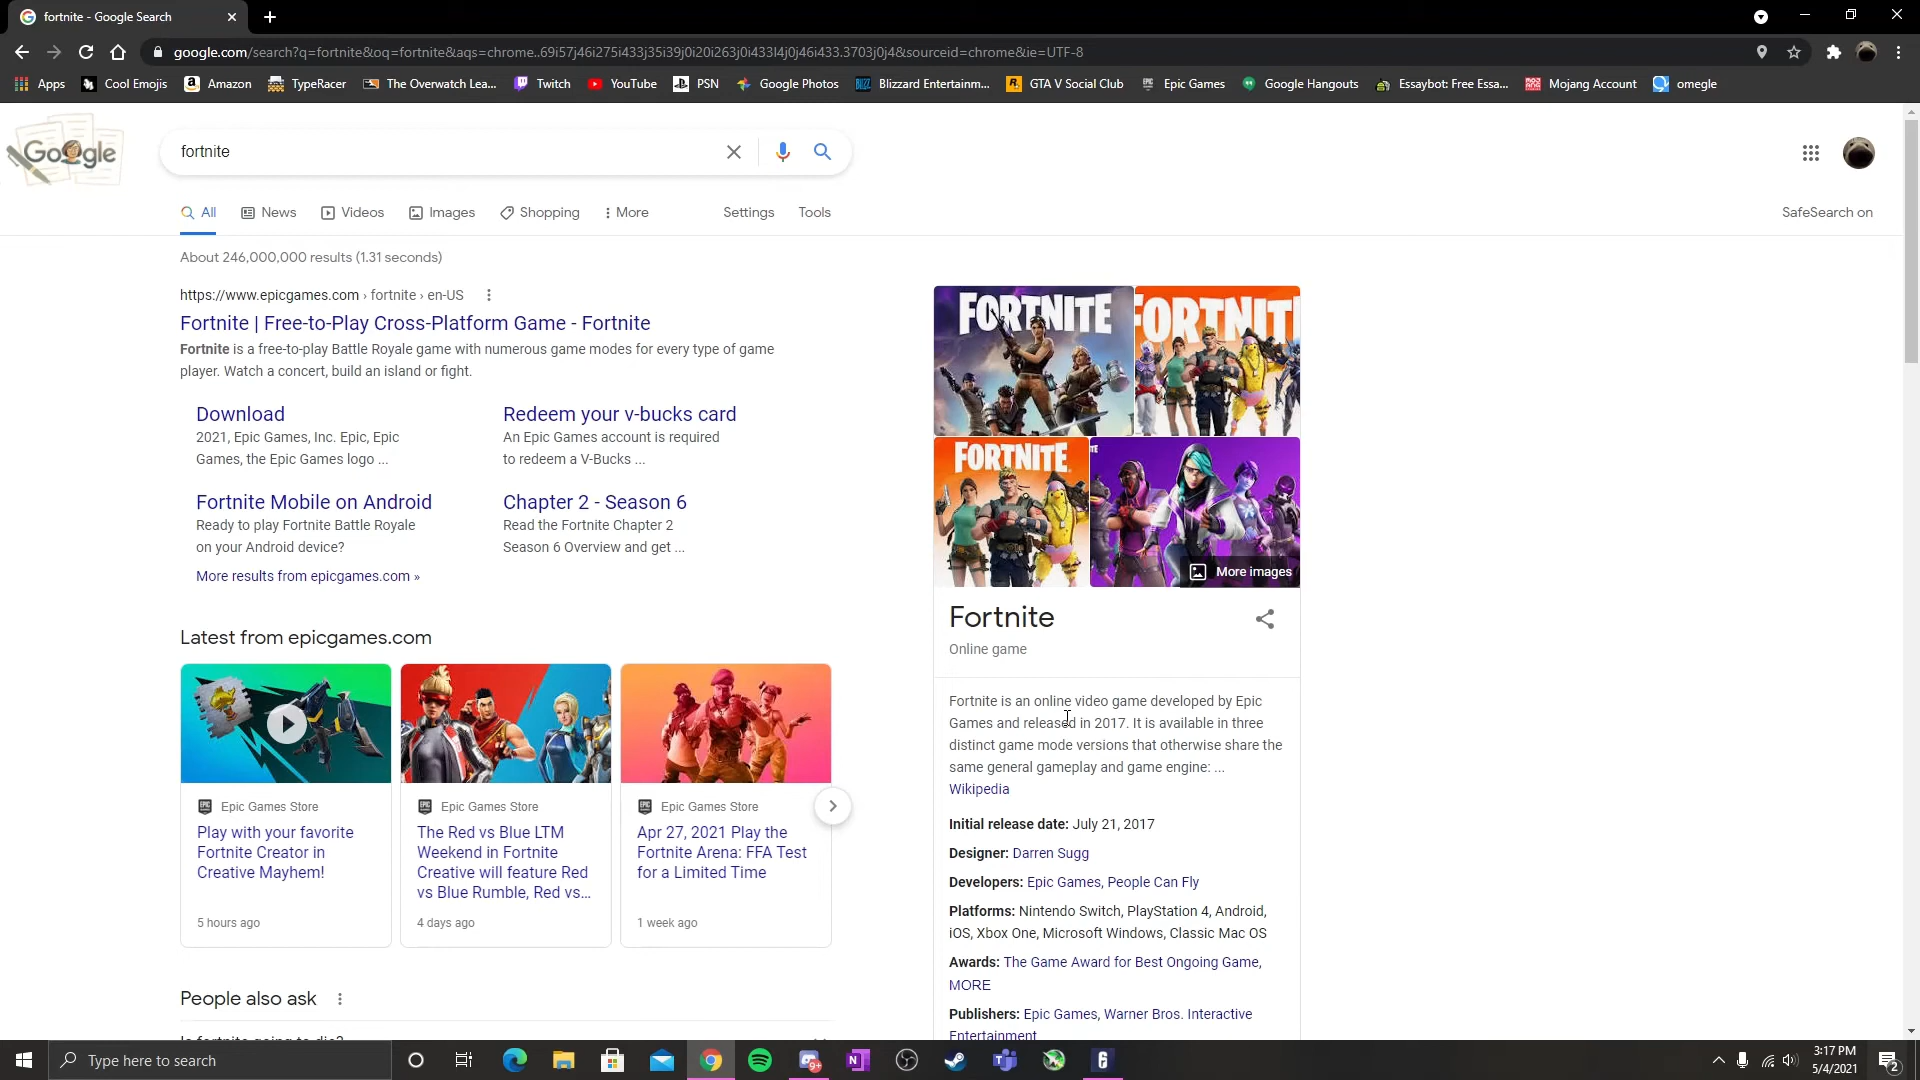 fortnite - Google Search
google.com/search?q=fortnite&oq=fortnite&aqs=chrome..69i57j46i275i433j35i39j0i20i263j0i433l4j0j46i433.3703j0j4&sourceid=chrome&ie=UTF-8
Apps Cool Emojis Amazon TypeRacer The Overwatch Lea... Twitch YouTube PSN Google Photos Blizzard Entertainm... GTA V Social Club Epic Games Google Hangouts Essaybot: Free Essa... Mojang Account omegle
Google
fortnite
All News Videos Images Shopping More Settings Tools SafeSearch on
About 246,000,000 results (1.31 seconds)
https://www.epicgames.com › fortnite › en-US
Fortnite | Free-to-Play Cross-Platform Game - Fortnite
Fortnite is a free-to-play Battle Royale game with numerous game modes for every type of game
player. Watch a concert, build an island or fight.
Download
2021, Epic Games, Inc. Epic, Epic
Games, the Epic Games logo ...
Redeem your v-bucks card
An Epic Games account is required
to redeem a V-Bucks ...
Fortnite Mobile on Android
Ready to play Fortnite Battle Royale
on your Android device?
Chapter 2 - Season 6
Read the Fortnite Chapter 2
Season 6 Overview and get ...
More results from epicgames.com »
Latest from epicgames.com
Epic Games Store
Play with your favorite
Fortnite Creator in
Creative Mayhem!
5 hours ago
Epic Games Store
The Red vs Blue LTM
Weekend in Fortnite
Creative will feature Red
vs Blue Rumble, Red vs...
4 days ago
Epic Games Store
Apr 27, 2021 Play the
Fortnite Arena: FFA Test
for a Limited Time
1 week ago
People also ask
Is fortnite going to die?
FORTNITE
FORTNIT
FORTNITE
More images
Fortnite
Online game
Fortnite is an online video game developed by Epic
Games and released in 2017. It is available in three
distinct game mode versions that otherwise share the
same general gameplay and game engine: ...
Wikipedia
Initial release date: July 21, 2017
Designer: Darren Sugg
Developers: Epic Games, People Can Fly
Platforms: Nintendo Switch, PlayStation 4, Android,
iOS, Xbox One, Microsoft Windows, Classic Mac OS
Awards: The Game Award for Best Ongoing Game,
MORE
Publishers: Epic Games, Warner Bros. Interactive
Entertainment
Type here to search
9+
3:17 PM
5/4/2021
2